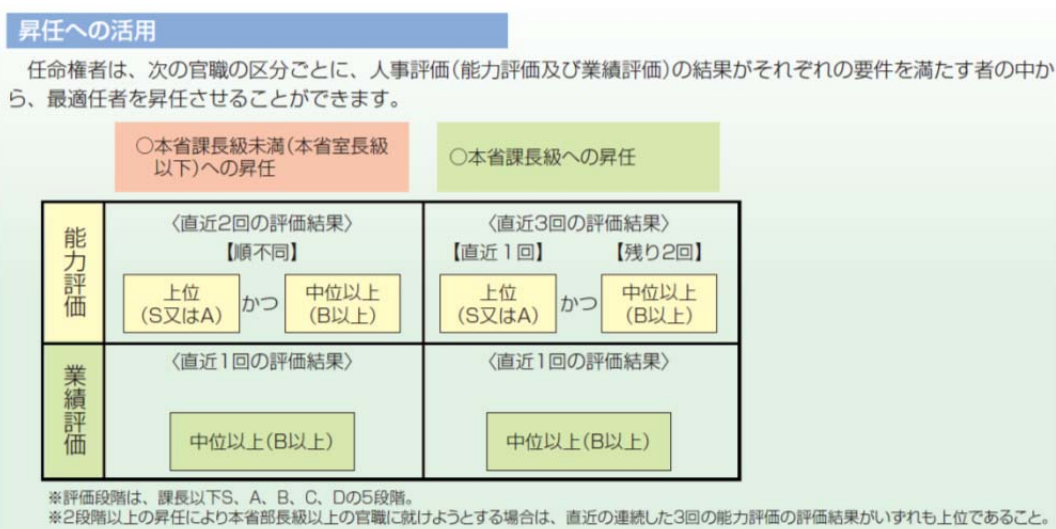 昇任への活用
任命権者は、次の官職の区分ごとに、人事評価(能力評価及び業績評価)の結果がそれぞれの要件を満たす者の中か
ら、最適任者を昇任させることができます。
○本省課長級未満(本省室長級
以下)への昇任
○本省課長級への昇任
能力評価
〈直近2回の評価結果〉
【順不同】
上位
(S又はA)
かつ
中位以上
(B以上)
〈直近3回の評価結果〉
【直近1回】
【残り2回】
上位
(S又はA)
かつ
中位以上
(B以上)
業績評価
〈直近1回の評価結果〉
中位以上(B以上)
〈直近1回の評価結果〉
中位以上(B以上)
※評価段階は、課長以下S、A、B、C、Dの5段階。
※2段階以上の昇任により本省部長級以上の官職に就けようとする場合は、直近の連続した3回の能力評価の評価結果がいずれも上位であること。